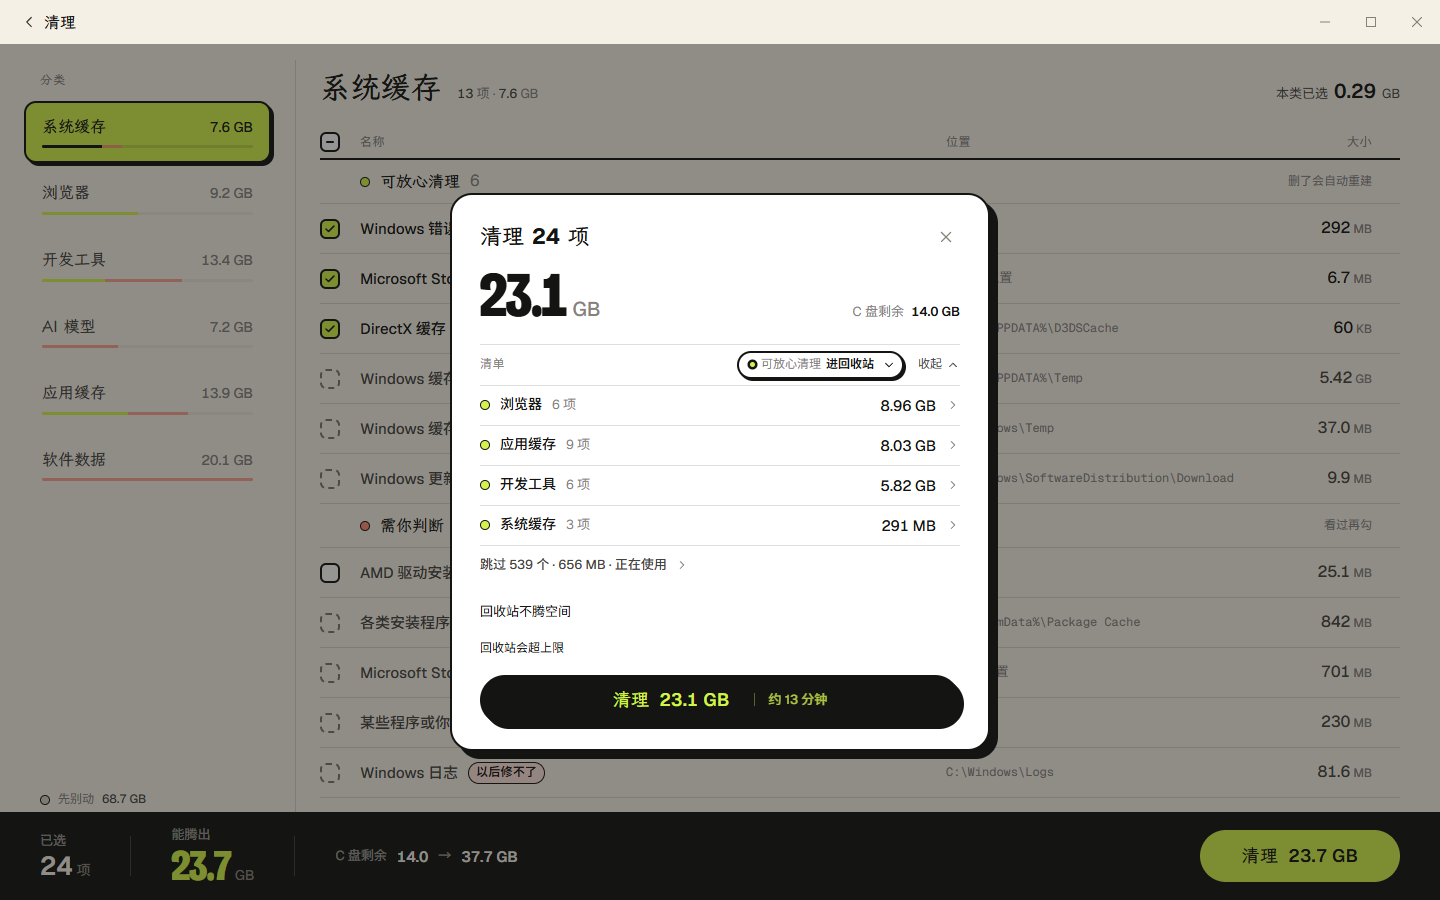 清理
分类
系统缓存 7.6 GB
浏览器 9.2 GB
开发工具 13.4 GB
AI 模型 7.2 GB
应用缓存 13.9 GB
软件数据 20.1 GB
先别动 68.7 GB
系统缓存 13 项 · 7.6 GB 本类已选 0.29 GB
名称 位置 大小
可放心清理 6 删了会自动重建
Windows 错 292 MB
Microsoft Sto 置 6.7 MB
DirectX 缓存 PPDATA%\D3DSCache 60 KB
Windows 缓存 PPDATA%\Temp 5.42 GB
Windows 缓存 ows\Temp 37.0 MB
Windows 更新 ows\SoftwareDistribution\Download 9.9 MB
需你判断 看过再勾
AMD 驱动安装 25.1 MB
各类安装程序 mData%\Package Cache 842 MB
Microsoft Sto 置 701 MB
某些程序或你 230 MB
Windows 日志 以后修不了 C:\Windows\Logs 81.6 MB
清理 24 项
23.1 GB C 盘剩余 14.0 GB
清单 可放心清理 进回收站 收起
浏览器 6 项 8.96 GB
应用缓存 9 项 8.03 GB
开发工具 6 项 5.82 GB
系统缓存 3 项 291 MB
跳过 539 个 · 656 MB · 正在使用
回收站不腾空间
回收站会超上限
清理 23.1 GB 约 13 分钟
已选
24 项
能腾出
23.7 GB
C 盘剩余 14.0 → 37.7 GB
清理 23.7 GB